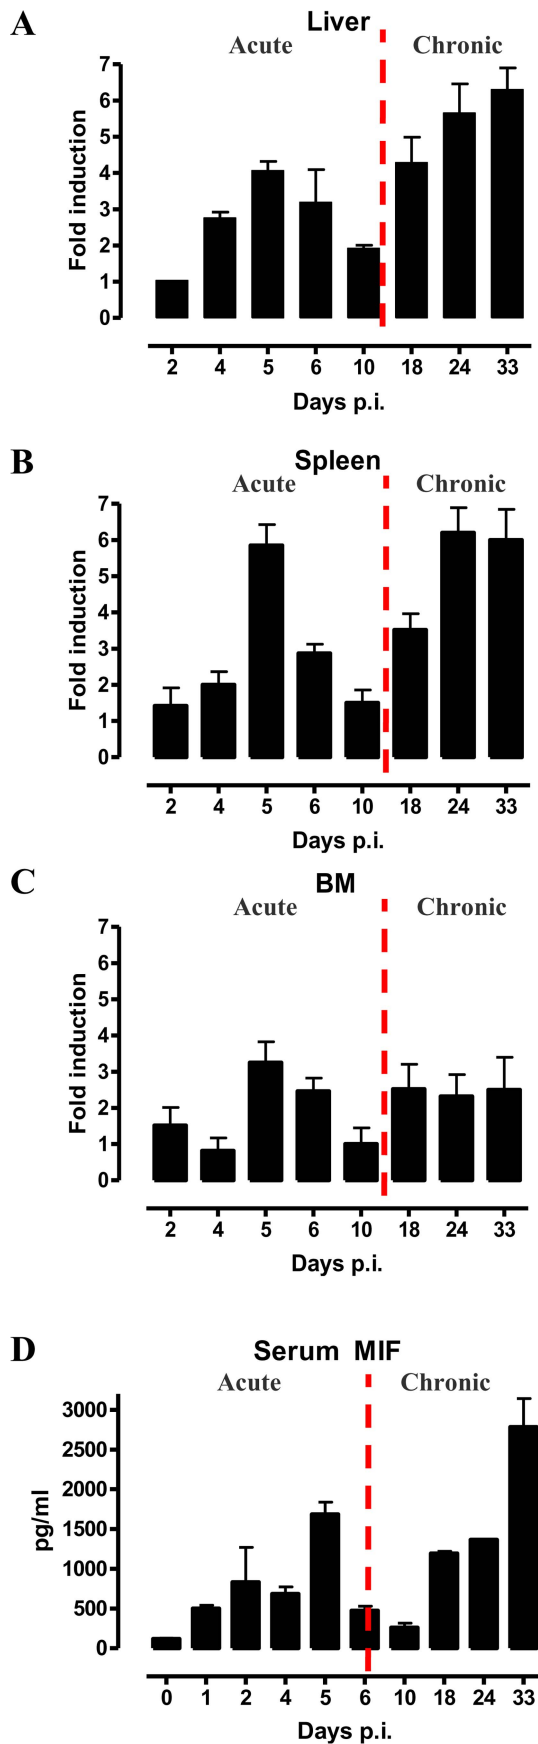 A
Liver
Acute
Chronic
Fold induction
7
6
5
4
3
2
1
0
2 4 5 6 10 18 24 33
Days p.i.
B
Spleen
Acute
Chronic
Fold induction
7
6
5
4
3
2
1
0
2 4 5 6 10 18 24 33
Days p.i.
C
BM
Acute
Chronic
Fold induction
7
6
5
4
3
2
1
0
2 4 5 6 10 18 24 33
Days p.i.
D
Serum MIF
Acute
Chronic
pg/ml
3000
2500
2000
1500
1000
500
0
0 1 2 4 5 6 10 18 24 33
Days p.i.